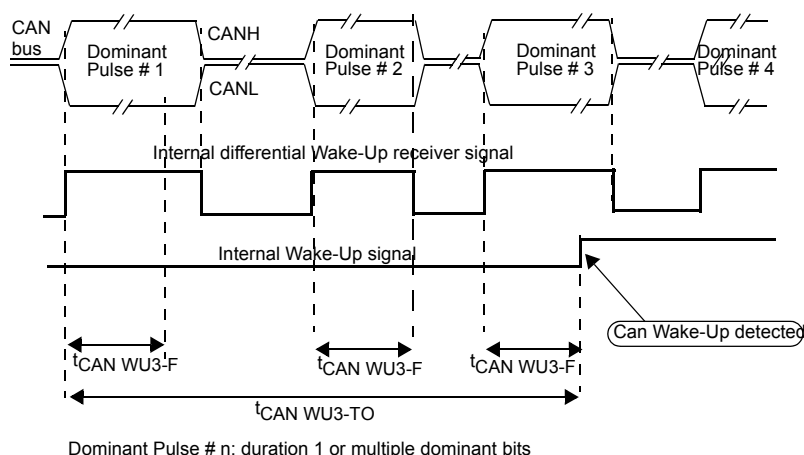 CAN
bus
CANH
CANL
Dominant
Pulse # 1
Dominant
Pulse # 2
Dominant
Pulse # 3
Dominant
Pulse # 4
Internal differential Wake-Up receiver signal
Internal Wake-Up signal
Can Wake-Up detected
tCAN WU3-F
tCAN WU3-F
tCAN WU3-F
tCAN WU3-TO
Dominant Pulse # n: duration 1 or multiple dominant bits